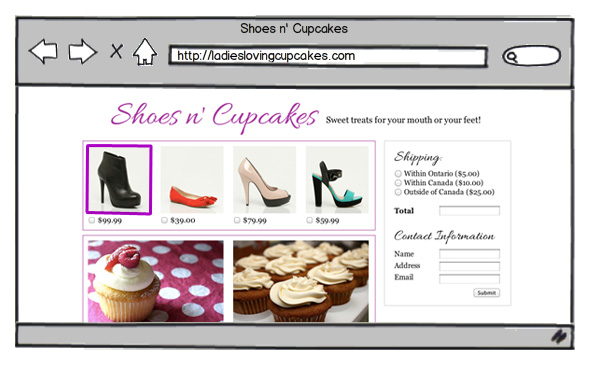 Shoes n' Cupcakes
http://ladieslovingcupcakes.com
Shoes n' Cupcakes Sweet treats for your mouth or your feet!
$99.99 $39.00 $79.99 $59.99
Shipping:
Within Ontario ($5.00)
Within Canada ($10.00)
Outside of Canada ($25.00)
Total
Contact Information
Name
Address
Email
Submit